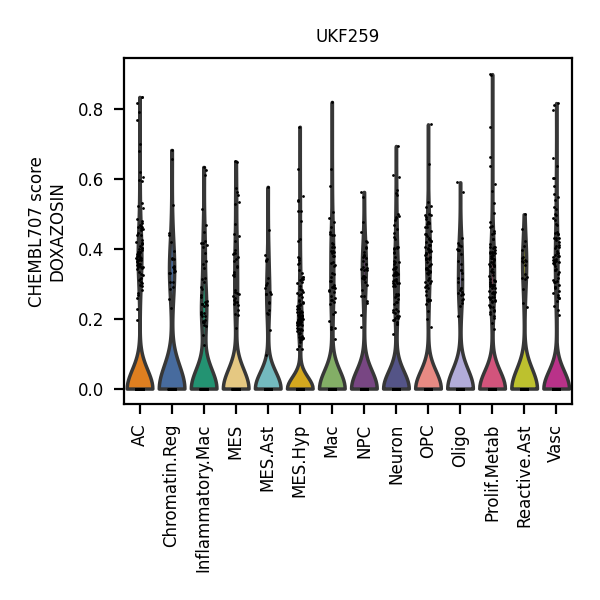 UKF259
CHEMBL707 score
DOXAZOSIN
0.8
0.6
0.4
0.2
0.0
AC
Chromatin.Reg
Inflammatory.Mac
MES
MES.Ast
MES.Hyp
Mac
NPC
Neuron
OPC
Oligo
Prolif.Metab
Reactive.Ast
Vasc